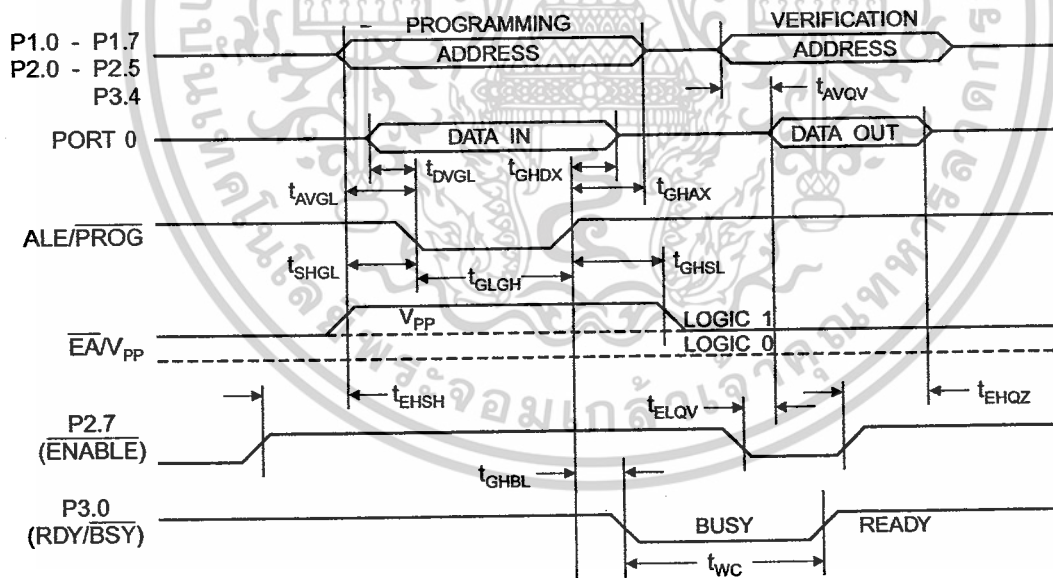 PROGRAMMING
VERIFICATION
P1.0 - P1.7
P2.0 - P2.5
P3.4
ADDRESS
ADDRESS
tAVQV
PORT 0
DATA IN
DATA OUT
tAVGL
tDVGL
tGHDX
tGHAX
ALE/PROG
tSHGL
tGLGH
tGHSL
EA/VPP
VPP
LOGIC 1
LOGIC 0
tEHSH
tELQV
tEHQZ
P2.7
(ENABLE)
tGHBL
P3.0
(RDY/BSY)
BUSY
READY
tWC